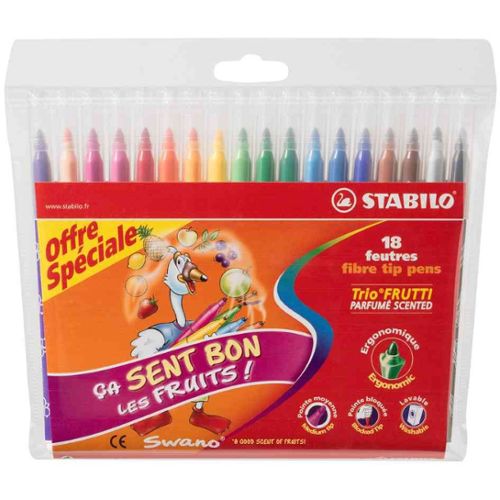 www.stabilo.fr
Offre
Spéciale
STABILO
18
feutres
fibre tip pens
Trio®FRUTTI
PARFUMÉ SCENTED
Ergonomique
Ergonomic
ÇA SENT BON
LES FRUITS !
Pointe moyenne
Medium tip
Pointe bloquée
Blocked tip
Lavable
Washable
CE
Swano®
"A GOOD SCENT OF FRUITS!